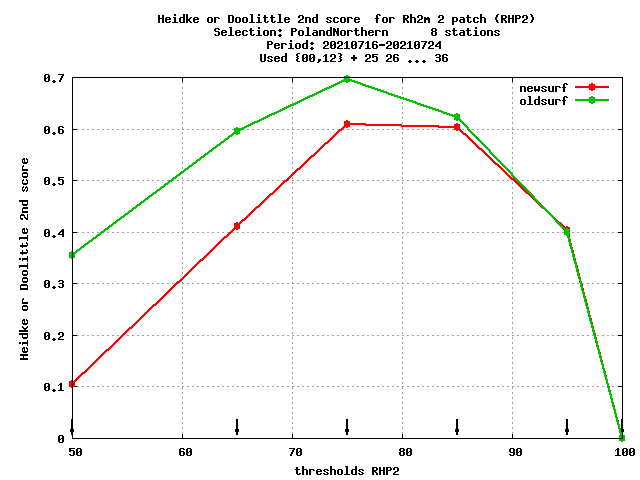 Heidke or Doolittle 2nd score  for Rh2m 2 patch (RHP2)
Selection: PolandNorthern      8 stations
Period: 20210716-20210724
Used {00,12} + 25 26 ... 36
newsurf
oldsurf
0.7
0.6
0.5
0.4
0.3
0.2
0.1
0
Heidke or Doolittle 2nd score
50 60 70 80 90 100
thresholds RHP2